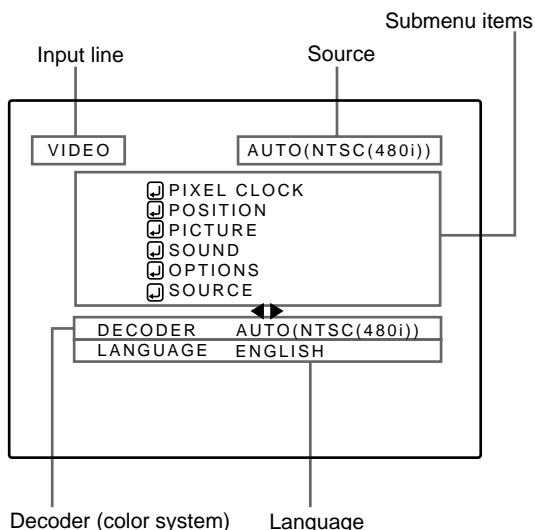 Submenu items
Input line Source
VIDEO AUTO(NTSC(480i))
PIXEL CLOCK
POSITION
PICTURE
SOUND
OPTIONS
SOURCE
DECODER AUTO(NTSC(480i))
LANGUAGE ENGLISH
Decoder (color system) Language